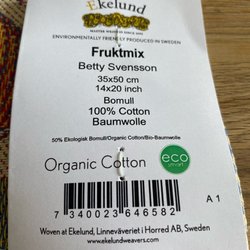 Ekelund
MASTER WEAVER SINCE 1692
ENVIRONMENTALLY FRIENDLY PRODUCED IN SWEDEN
Fruktmix
Betty Svensson
35x50 cm
14x20 inch
Bomull
100% Cotton
Baumwolle
50% Ekologisk Bomull/Organic Cotton/Bio-Baumwolle
Organic Cotton
eco
smart
A 1
7 340023 646582
Woven at Ekelund, Linneväveriet i Horred AB, Sweden
www.ekelundweavers.com